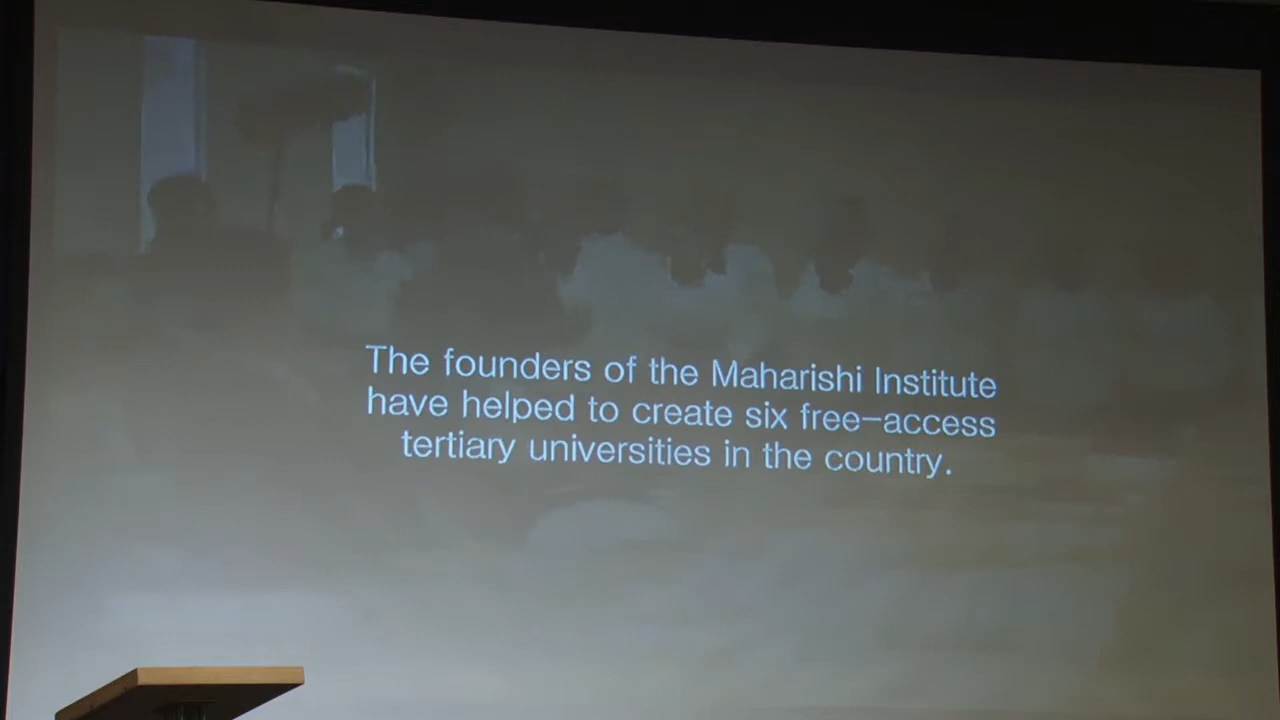 The founders of the Maharishi Institute
have helped to create six free-access
tertiary universities in the country.